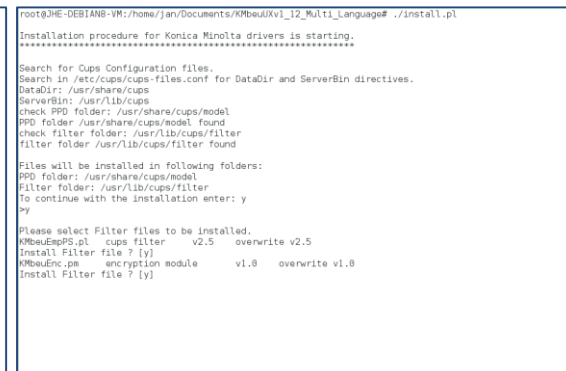 root@JHE-DEBIAN8-VM:/home/jan/Documents/KMbeuUXv1_12_Multi_Language# ./install.pl
Installation procedure for Konica Minolta drivers is starting.
**************************************************************
Search for Cups Configuration files.
Search in /etc/cups/cups-files.conf for DataDir and ServerBin directives.
DataDir: /usr/share/cups
ServerBin: /usr/lib/cups
check PPD folder: /usr/share/cups/model
PPD folder /usr/share/cups/model found
check filter folder: /usr/lib/cups/filter
filter folder /usr/lib/cups/filter found
Files will be installed in following folders:
PPD folder: /usr/share/cups/model
Filter folder: /usr/lib/cups/filter
To continue with the installation enter: y
>y
Please select Filter files to be installed.
KMbeuEmpPS.pl cups filter v2.5 overwrite v2.5
Install Filter file ? [y]
KMbeuEnc.pm encryption module v1.0 overwrite v1.0
Install Filter file ? [y]